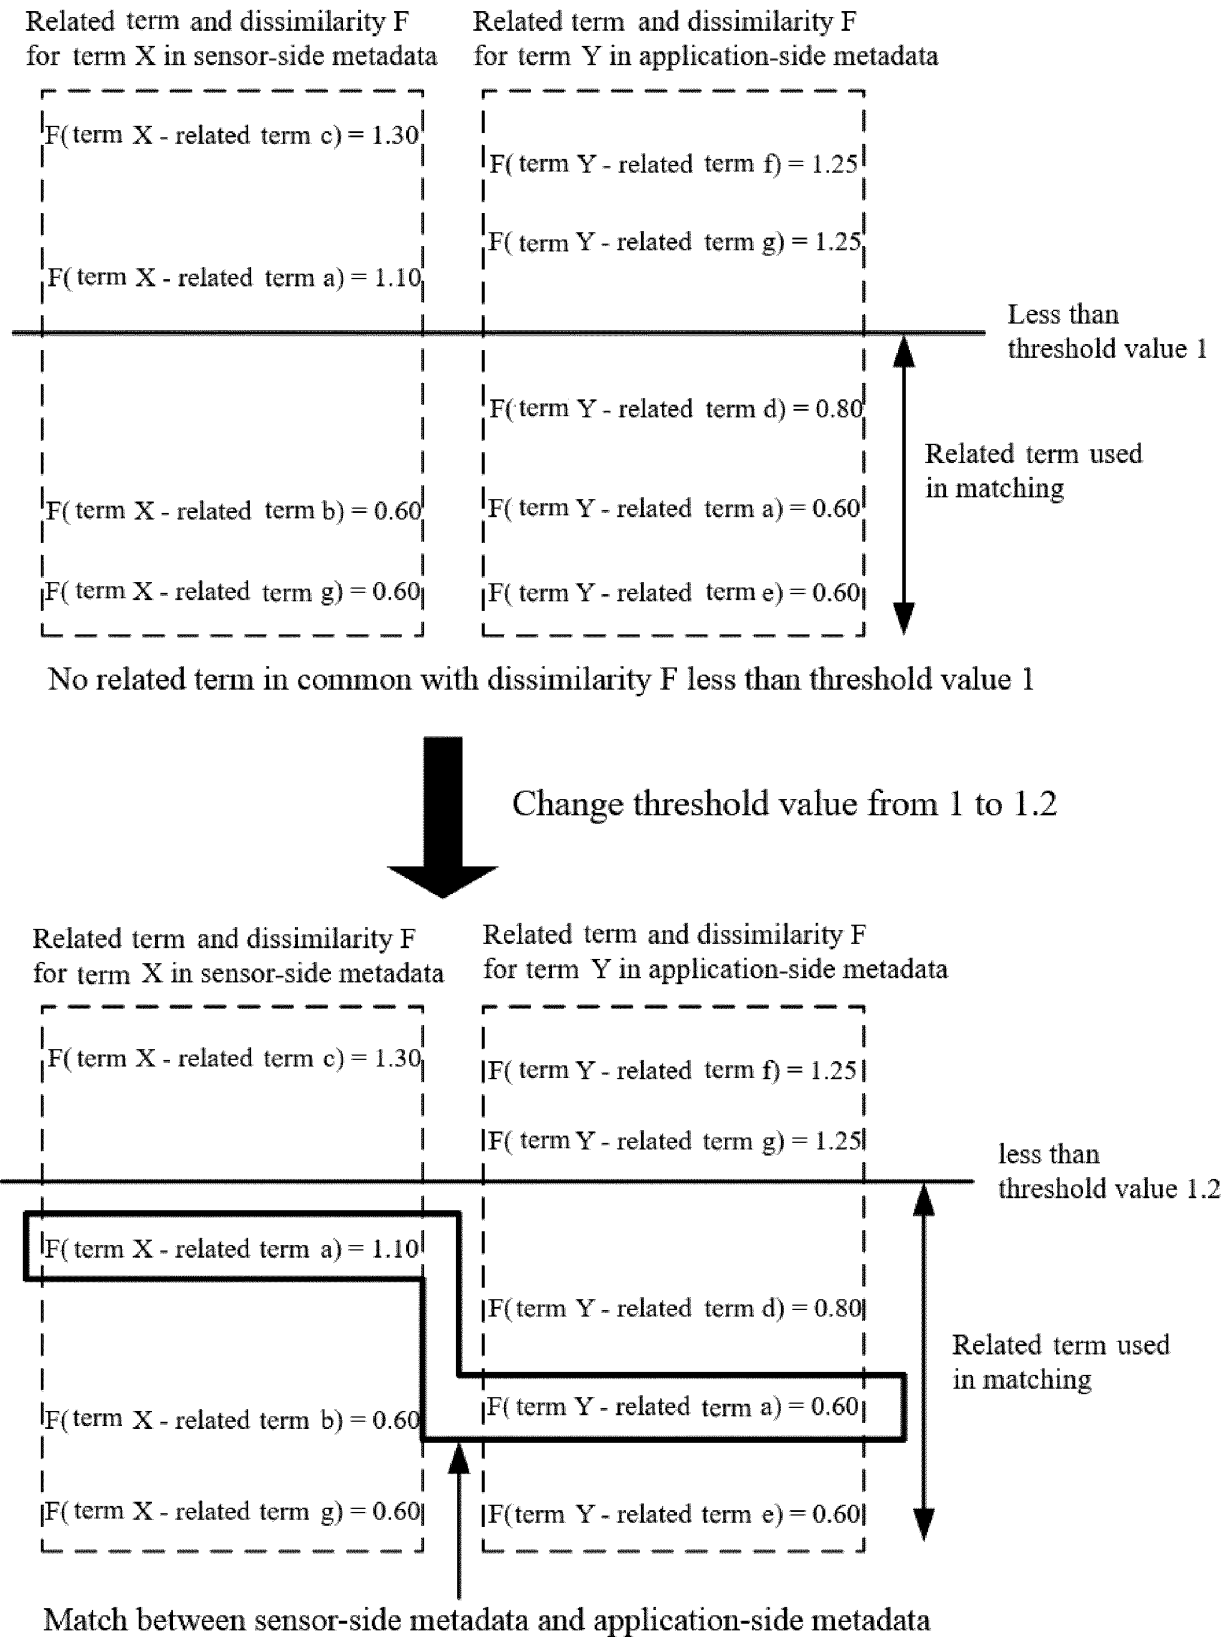 Related term and dissimilarity F
for term X in sensor-side metadata
Related term and dissimilarity F
for term Y in application-side metadata
F( term X - related term c) = 1.30
F( term X - related term a) = 1.10
F( term X - related term b) = 0.60
F( term X - related term g) = 0.60
F( term Y - related term f) = 1.25
F( term Y - related term g) = 1.25
F( term Y - related term d) = 0.80
F( term Y - related term a) = 0.60
F( term Y - related term e) = 0.60
Less than
threshold value 1
Related term used
in matching
No related term in common with dissimilarity F less than threshold value 1
Change threshold value from 1 to 1.2
Related term and dissimilarity F
for term X in sensor-side metadata
Related term and dissimilarity F
for term Y in application-side metadata
F( term X - related term c) = 1.30
F( term X - related term a) = 1.10
F( term X - related term b) = 0.60
F( term X - related term g) = 0.60
F( term Y - related term f) = 1.25
F( term Y - related term g) = 1.25
F( term Y - related term d) = 0.80
F( term Y - related term a) = 0.60
F(term Y - related term e) = 0.60
less than
threshold value 1.2
Related term used
in matching
Match between sensor-side metadata and application-side metadata